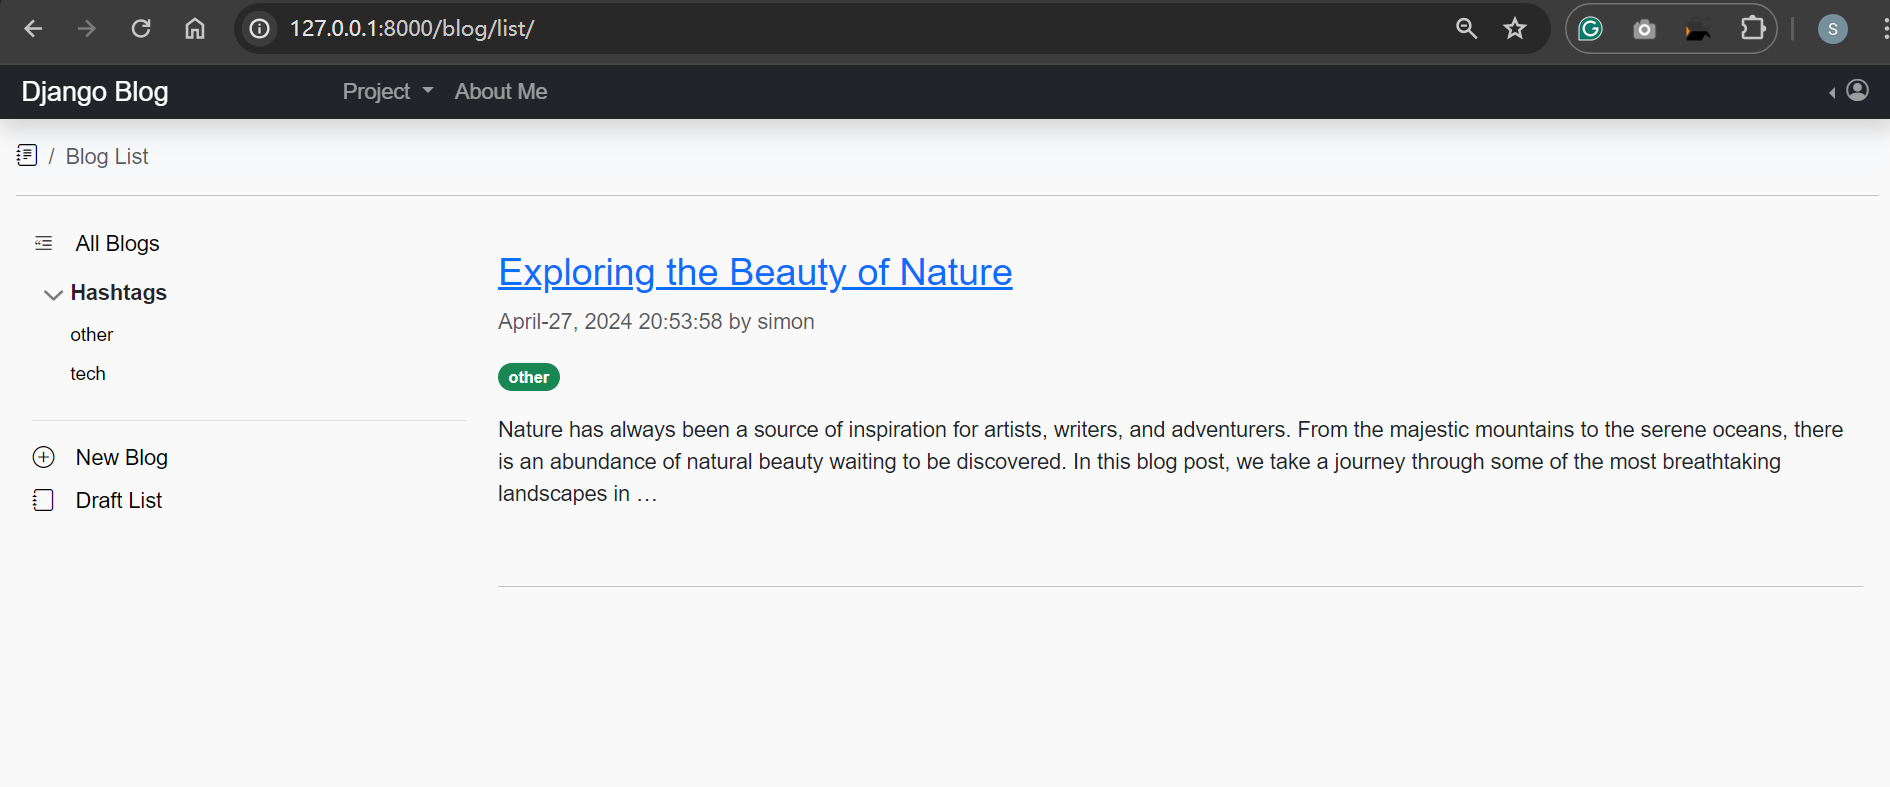 127.0.0.1:8000/blog/list/
S
Django Blog Project About Me
/ Blog List
All Blogs
Hashtags
other
tech
New Blog
Draft List
Exploring the Beauty of Nature
April-27, 2024 20:53:58 by simon
other
Nature has always been a source of inspiration for artists, writers, and adventurers. From the majestic mountains to the serene oceans, there
is an abundance of natural beauty waiting to be discovered. In this blog post, we take a journey through some of the most breathtaking
landscapes in …